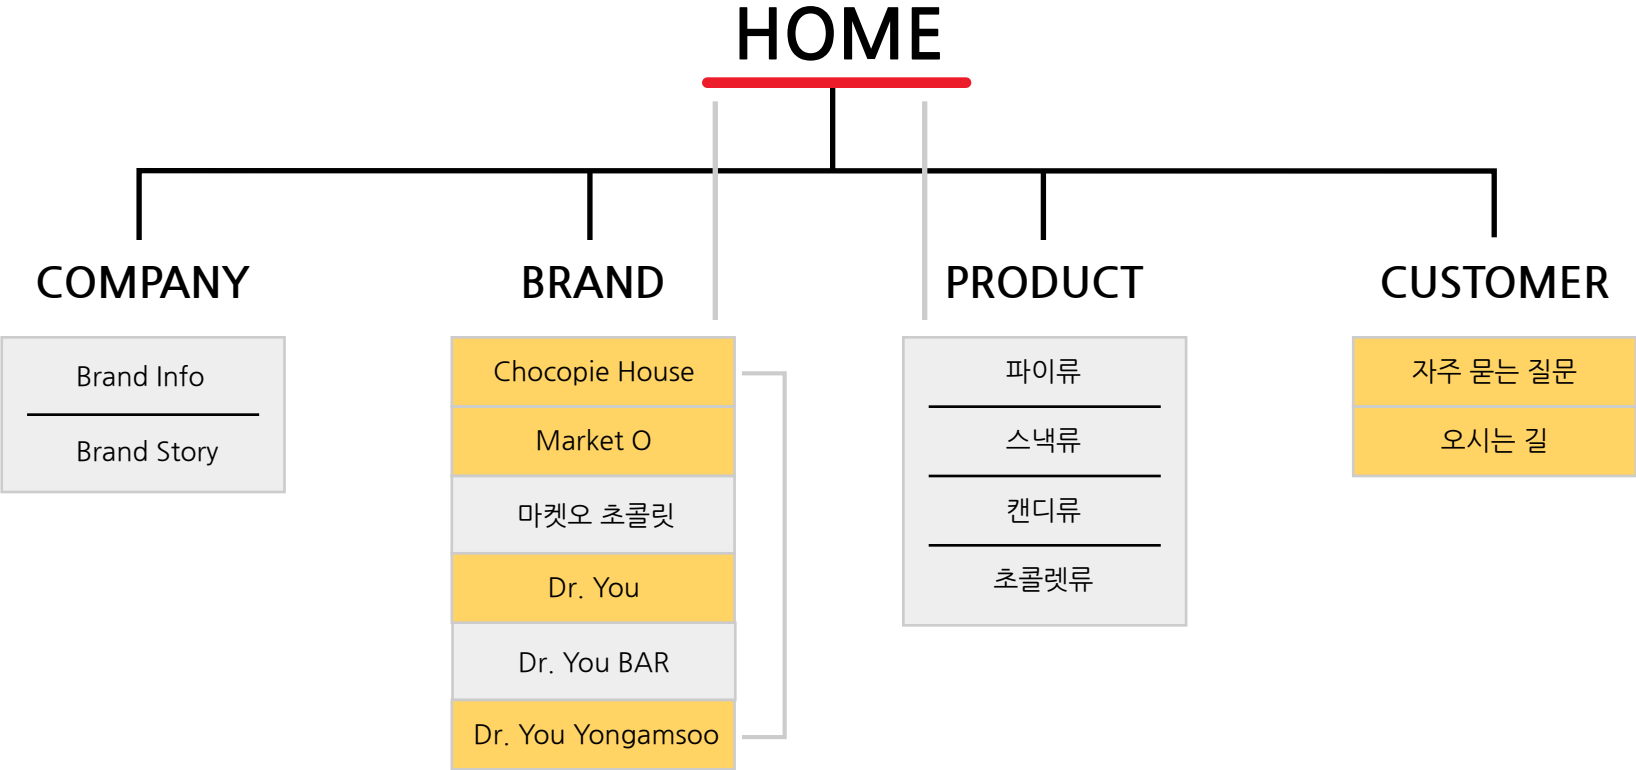 HOME
COMPANY
Brand Info
Brand Story
BRAND
Chocopie House
Market O
마켓오 초콜릿
Dr. You
Dr. You BAR
Dr. You Yongamsoo
PRODUCT
파이류
스낵류
캔디류
초콜렛류
CUSTOMER
자주 묻는 질문
오시는 길